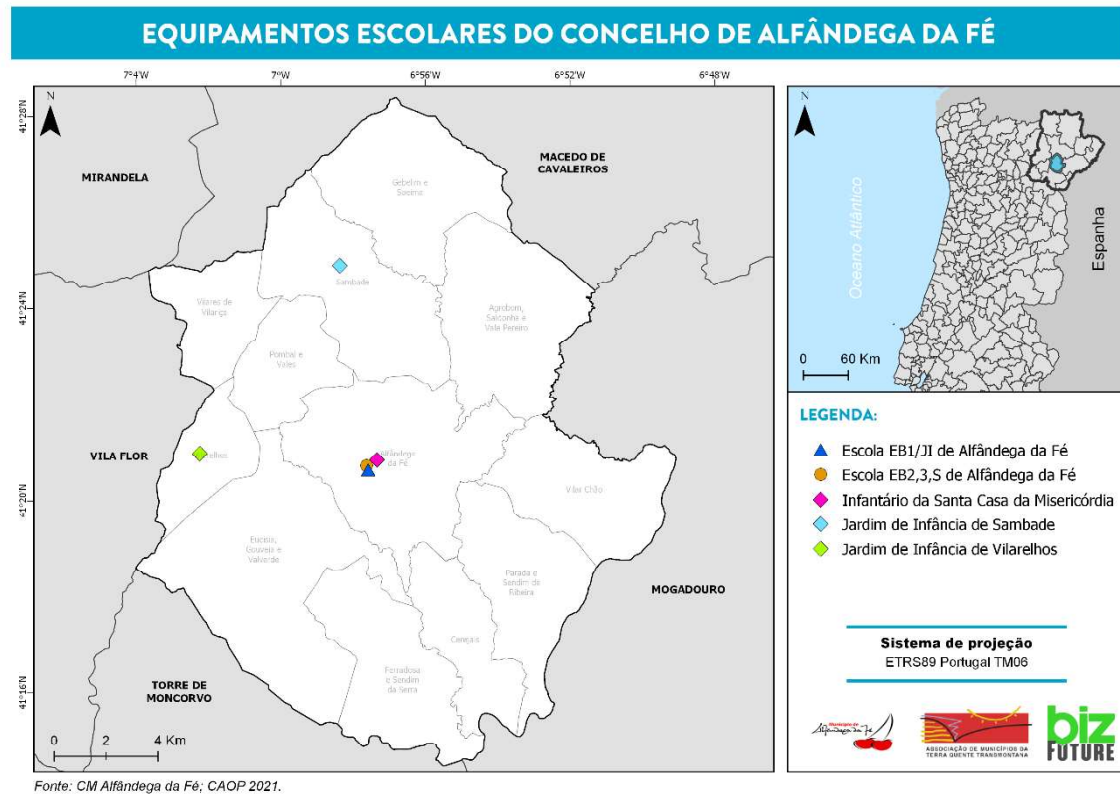 EQUIPAMENTOS ESCOLARES DO CONCELHO DE ALFÂNDEGA DA FÉ
7°4'W
7°W
6°56'W
6°52'W
6°48'W
41°28'N
41°24'N
41°20'N
41°16'N
N
MIRANDELA
MACEDO DE
CAVALEIROS
Gebelim e
Soeima
Sambade
Vilares de
Vilariça
Agrobom,
Saldonha e
Vale Pereiro
Pombal e
Vales
VILA FLOR
Alfândega
da Fé
Vilar Chão
Eucisia,
Gouveia e
Valverde
Parada e
Sendim da
Ribeira
MOGADOURO
Cerejais
Ferradosa
e Sendim
da Serra
TORRE DE
MONCORVO
0 2 4 Km
N
Oceano Atlântico
Espanha
0 60 Km
LEGENDA:
Escola EB1/JI de Alfândega da Fé
Escola EB2,3,S de Alfândega da Fé
Infantário da Santa Casa da Misericórdia
Jardim de Infância de Sambade
Jardim de Infância de Vilarelhos
Sistema de projeção
ETRS89 Portugal TM06
Município de
Alfândega da Fé
ASSOCIAÇÃO DE MUNICÍPIOS DA
TERRA QUENTE TRANSMONTANA
biz
FUTURE
Fonte: CM Alfândega da Fé; CAOP 2021.